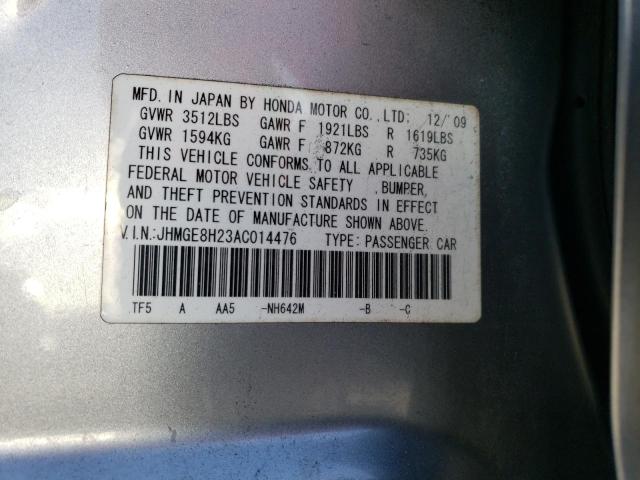 MFD. IN JAPAN BY HONDA MOTOR CO., LTD: 12/'09
GVWR 3512LBS GAWR F 1921LBS R 1619LBS
GVWR 1594KG GAWR F 872KG R 735KG
THIS VEHICLE CONFORMS TO ALL APPLICABLE
FEDERAL MOTOR VEHICLE SAFETY ,BUMPER,
AND THEFT PREVENTION STANDARDS IN EFFECT
ON THE DATE OF MANUFACTURE SHOWN ABOVE.
V.I.N.:JHMGE8H23AC014476 TYPE: PASSENGER CAR
TF5 A AA5 -NH642M -B -C